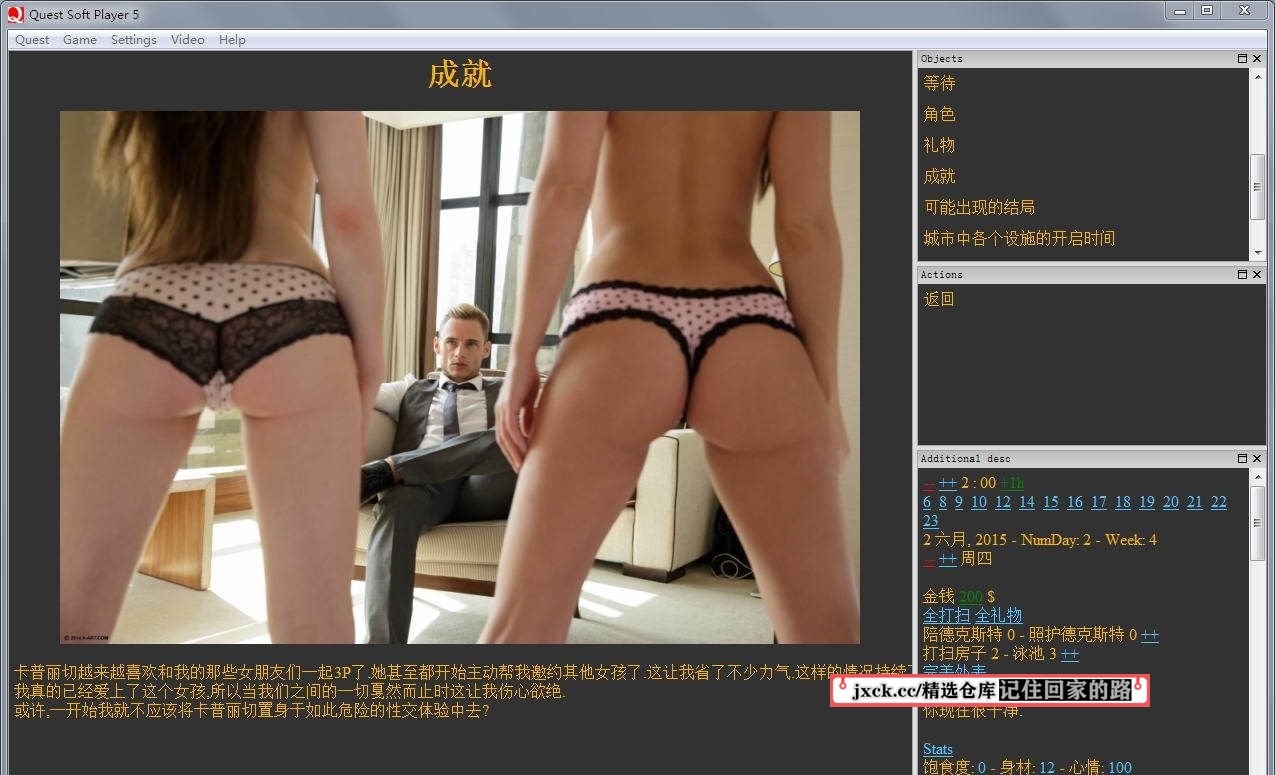 Quest Soft Player 5
Quest Game Settings Video Help
成就
© 2014 X-ART.COM
卡普丽切越来越喜欢和我的那些女朋友们一起3P了.她甚至都开始主动帮我邀约其他女孩了.这让我省了不少力气.这样的情况持续了
我真的已经爱上了这个女孩,所以当我们之间的一切戛然而止时这让我伤心欲绝.
或许,一开始我就不应该将卡普丽切置身于如此危险的性交体验中去?
Objects
等待
角色
礼物
成就
可能出现的结局
城市中各个设施的开启时间
Actions
返回
Additional desc
-- ++ 2 : 00 +1h
6 8 9 10 12 14 15 16 17 18 19 20 21 22
23
2 六月, 2015 - NumDay: 2 - Week: 4
-- ++ 周四
金钱 200 $
全打扫 全礼物
陪德克斯特 0 - 照护德克斯特 0 ++
打扫房子 2 - 泳池 3 ++
jxck.cc/精选仓库 记住回家的路
你现在很干净.
Stats
饱食度: 0 - 身材: 12 - 心情: 100